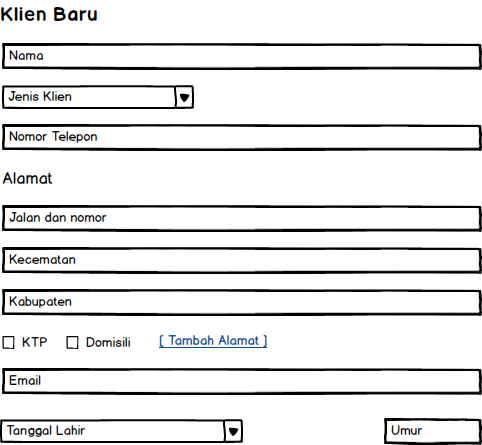 Klien Baru
Nama
Jenis Klien
Nomor Telepon
Alamat
Jalan dan nomor
Kecematan
Kabupaten
KTP Domisili [ Tambah Alamat ]
Email
Tanggal Lahir Umur